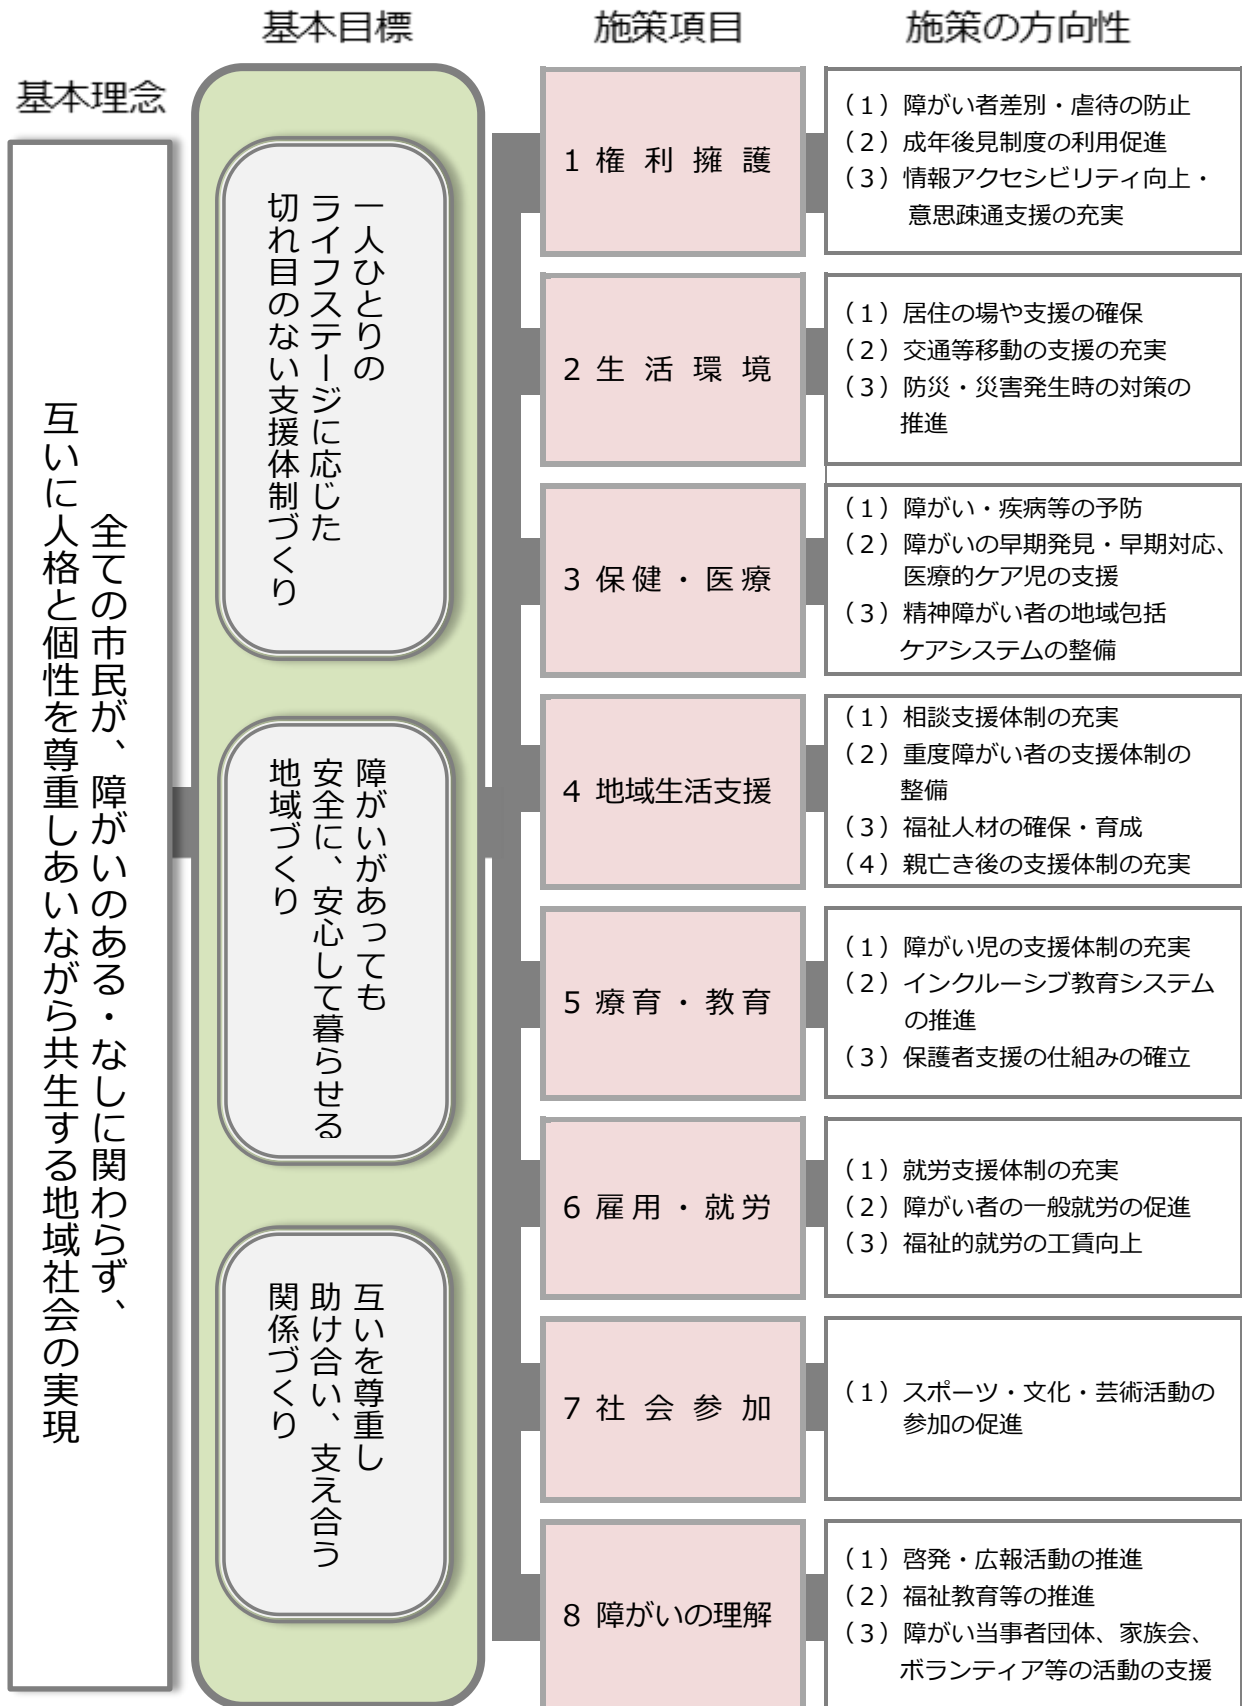 基本理念
全ての市民が、障がいのある・なしに関わらず、
互いに人格と個性を尊重しあいながら共生する地域社会の実現
基本目標
一人ひとりの
ライフステージに応じた
切れ目のない支援体制づくり
障がいがあっても
安全に、安心して暮らせる
地域づくり
互いを尊重し
助け合い、支え合う
関係づくり
施策項目
施策の方向性
1 権利擁護
（１）障がい者差別・虐待の防止
（２）成年後見制度の利用促進
（３）情報アクセシビリティ向上・
意思疎通支援の充実
2 生活環境
（１）居住の場や支援の確保
（２）交通等移動の支援の充実
（３）防災・災害発生時の対策の
推進
3 保健・医療
（１）障がい・疾病等の予防
（２）障がいの早期発見・早期対応、
医療的ケア児の支援
（３）精神障がい者の地域包括
ケアシステムの整備
4 地域生活支援
（１）相談支援体制の充実
（２）重度障がい者の支援体制の
整備
（３）福祉人材の確保・育成
（４）親亡き後の支援体制の充実
5 療育・教育
（１）障がい児の支援体制の充実
（２）インクルーシブ教育システム
の推進
（３）保護者支援の仕組みの確立
6 雇用・就労
（１）就労支援体制の充実
（２）障がい者の一般就労の促進
（３）福祉的就労の工賃向上
7 社会参加
（１）スポーツ・文化・芸術活動の
参加の促進
8 障がいの理解
（１）啓発・広報活動の推進
（２）福祉教育等の推進
（３）障がい当事者団体、家族会、
ボランティア等の活動の支援